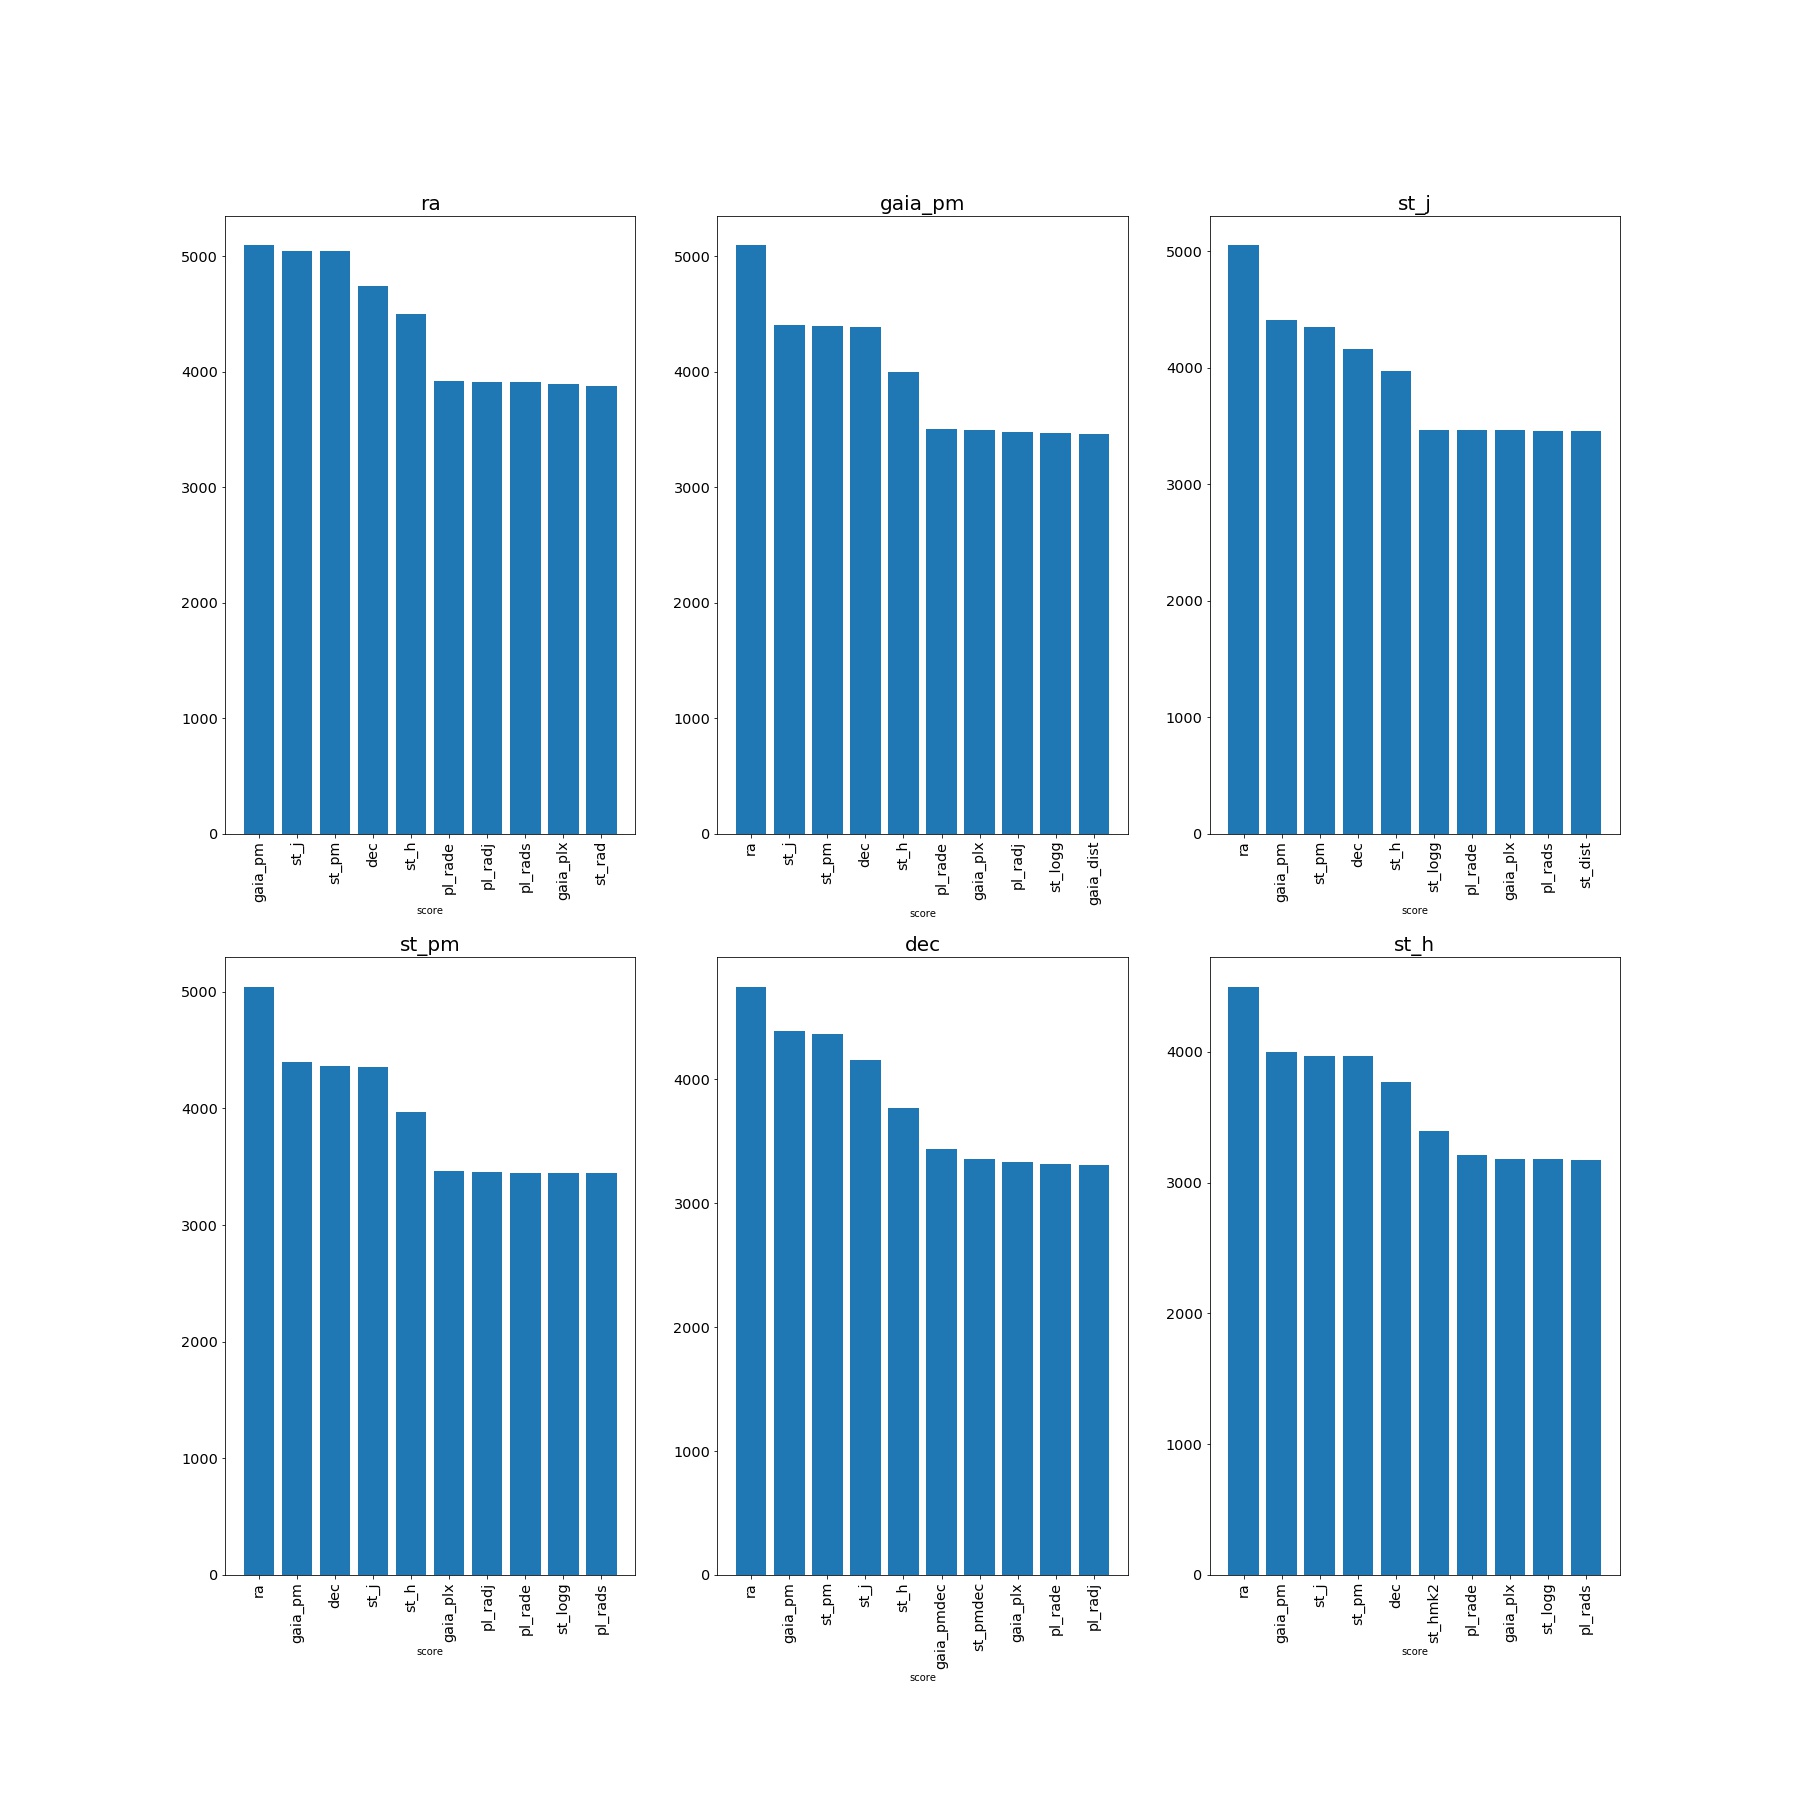 ra
5000
4000
3000
2000
1000
0
gaia_pm
st_j
st_pm
dec
st_h
pl_rade
pl_radj
pl_rads
gaia_plx
st_rad
score
gaia_pm
5000
4000
3000
2000
1000
0
ra
st_j
st_pm
dec
st_h
pl_rade
gaia_plx
pl_radj
st_logg
gaia_dist
score
st_j
5000
4000
3000
2000
1000
0
ra
gaia_pm
st_pm
dec
st_h
st_logg
pl_rade
gaia_plx
pl_rads
st_dist
score
st_pm
5000
4000
3000
2000
1000
0
ra
gaia_pm
dec
st_j
st_h
gaia_plx
pl_radj
pl_rade
st_logg
pl_rads
score
dec
4000
3000
2000
1000
0
ra
gaia_pm
st_pm
st_j
st_h
gaia_pmdec
st_pmdec
gaia_plx
pl_rade
pl_radj
score
st_h
4000
3000
2000
1000
0
ra
gaia_pm
st_j
st_pm
dec
st_hmk2
pl_rade
gaia_plx
st_logg
pl_rads
score